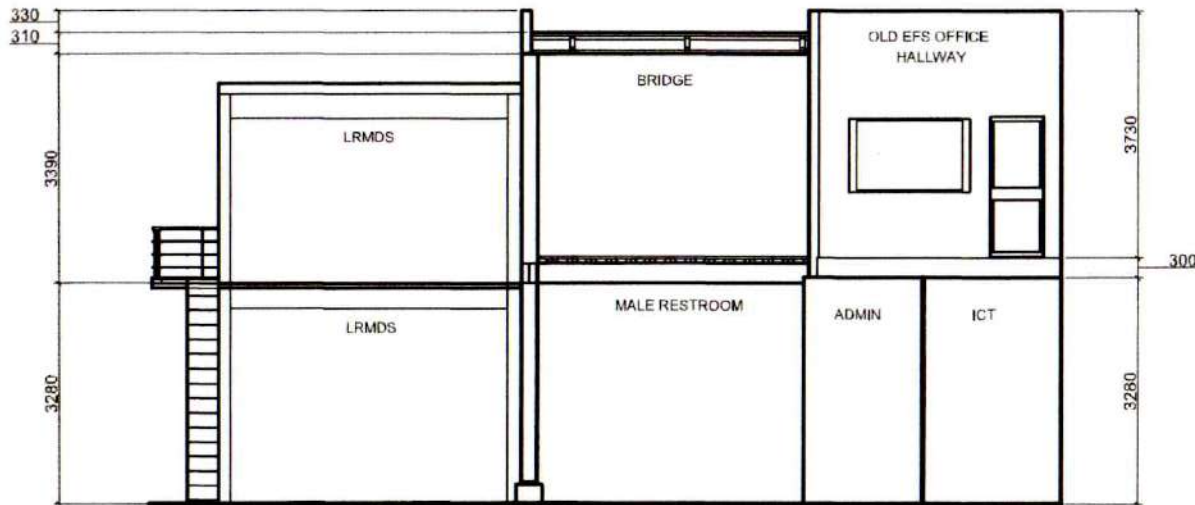 330
310
OLD EFS OFFICE
HALLWAY
BRIDGE
LRMDS
3390
3730
300
LRMDS
MALE RESTROOM
ADMIN
ICT
3280
3280